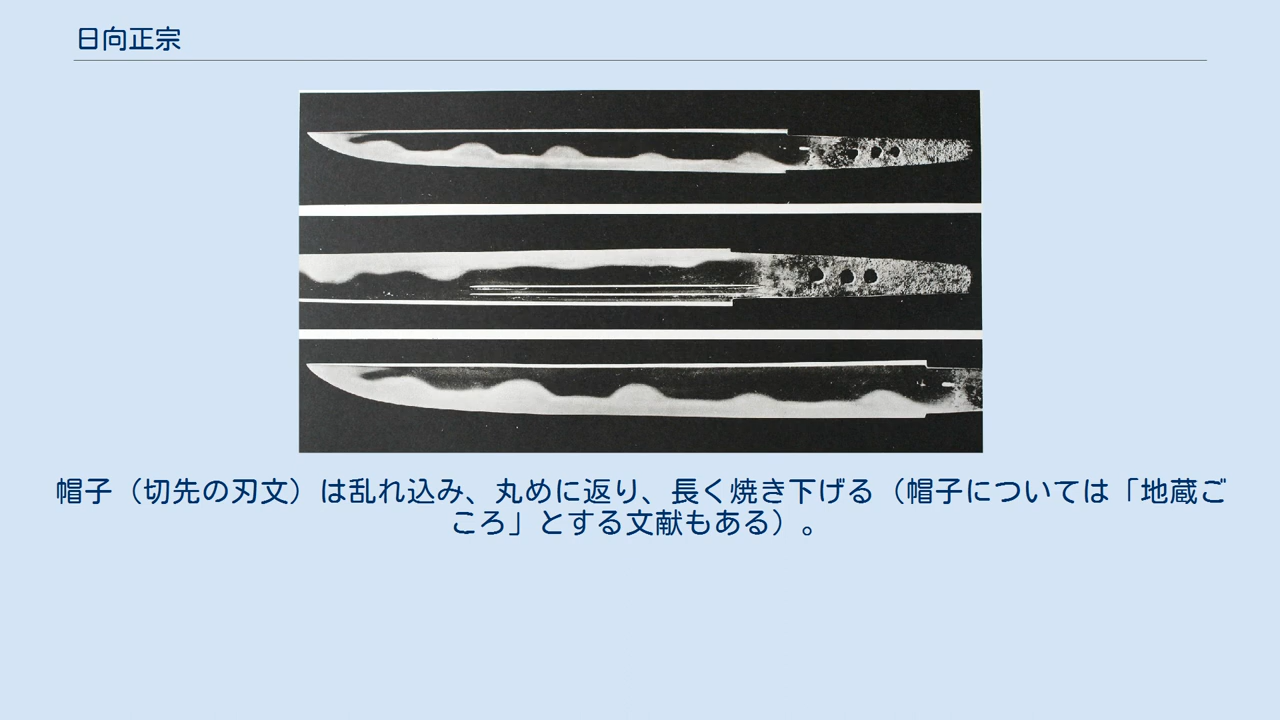 日向正宗
帽子（切先の刃文）は乱れ込み、丸めに返り、長く焼き下げる（帽子については「地蔵ご
ころ」とする文献もある）。